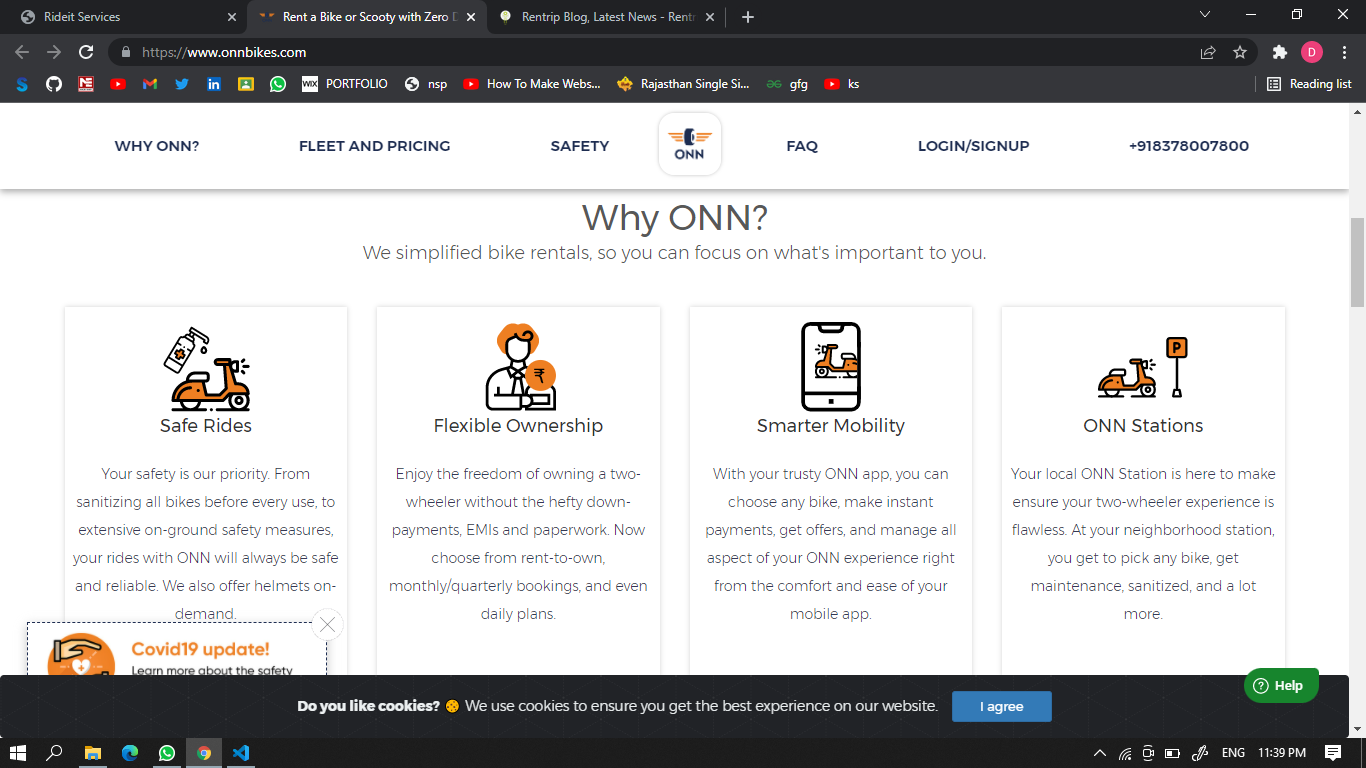 Rideit Services
Rent a Bike or Scooty with Zero D
Rentrip Blog, Latest News - Rentr
https://www.onnbikes.com
D
WIX PORTFOLIO
nsp
How To Make Webs...
Rajasthan Single Si...
gfg
ks
Reading list
WHY ONN?
FLEET AND PRICING
SAFETY
ONN
FAQ
LOGIN/SIGNUP
+918378007800
Why ONN?
We simplified bike rentals, so you can focus on what's important to you.
Safe Rides
Your safety is our priority. From
sanitizing all bikes before every use, to
extensive on-ground safety measures,
your rides with ONN will always be safe
and reliable. We also offer helmets on-
demand.
₹
Flexible Ownership
Enjoy the freedom of owning a two-
wheeler without the hefty down-
payments, EMIs and paperwork. Now
choose from rent-to-own,
monthly/quarterly bookings, and even
daily plans.
Smarter Mobility
With your trusty ONN app, you can
choose any bike, make instant
payments, get offers, and manage all
aspect of your ONN experience right
from the comfort and ease of your
mobile app.
P
ONN Stations
Your local ONN Station is here to make
ensure your two-wheeler experience is
flawless. At your neighborhood station,
you get to pick any bike, get
maintenance, sanitized, and a lot
more.
Covid19 update!
Learn more about the safety
Do you like cookies? 🍪 We use cookies to ensure you get the best experience on our website.
I agree
Help
ENG
11:39 PM